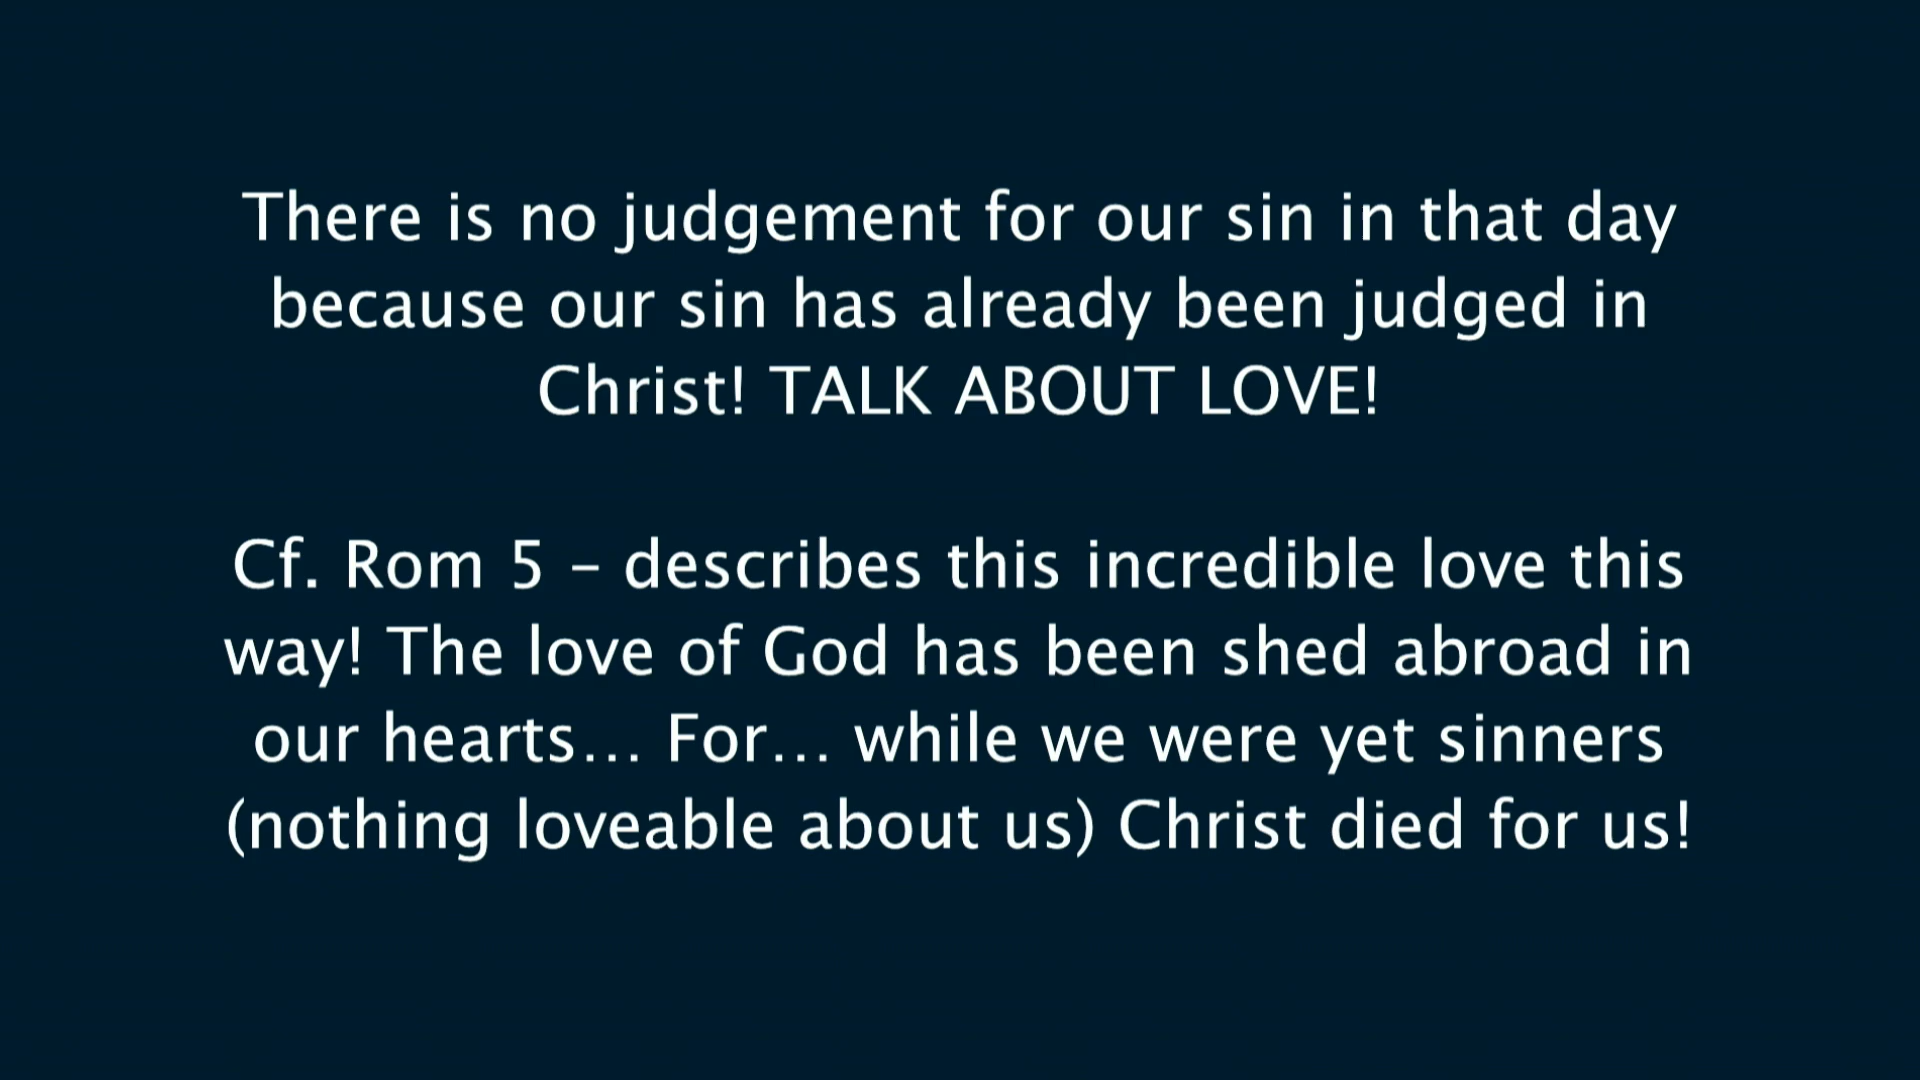 There is no judgement for our sin in that day
because our sin has already been judged in
Christ! TALK ABOUT LOVE!
Cf. Rom 5 – describes this incredible love this
way! The love of God has been shed abroad in
our hearts… For… while we were yet sinners
(nothing loveable about us) Christ died for us!